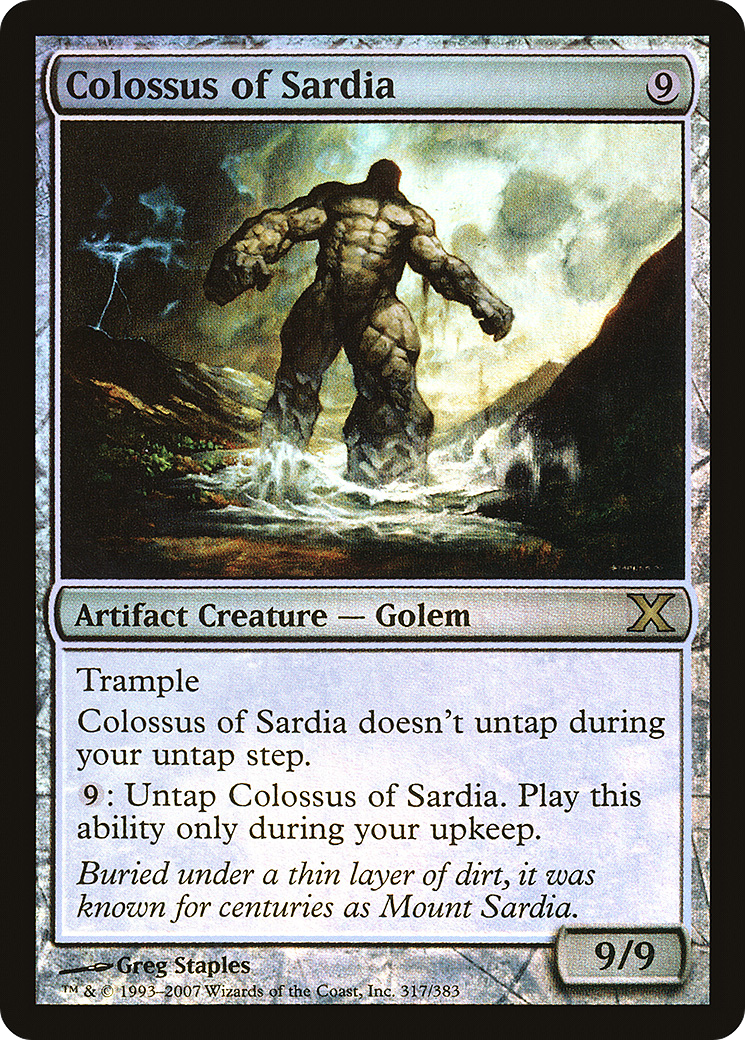 Colossus of Sardia 9
Artifact Creature — Golem X
Trample
Colossus of Sardia doesn't untap during
your untap step.
9: Untap Colossus of Sardia. Play this
ability only during your upkeep.
Buried under a thin layer of dirt, it was
known for centuries as Mount Sardia.
9/9
Greg Staples
™ & © 1993–2007 Wizards of the Coast, Inc. 317/383